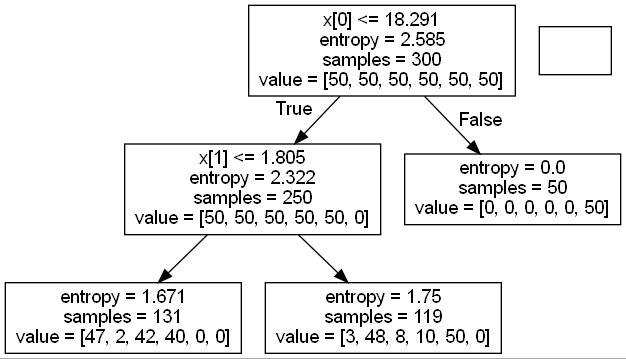 x[0] <= 18.291
entropy = 2.585
samples = 300
value = [50, 50, 50, 50, 50, 50]
True
False
x[1] <= 1.805
entropy = 2.322
samples = 250
value = [50, 50, 50, 50, 50, 0]
entropy = 0.0
samples = 50
value = [0, 0, 0, 0, 0, 50]
entropy = 1.671
samples = 131
value = [47, 2, 42, 40, 0, 0]
entropy = 1.75
samples = 119
value = [3, 48, 8, 10, 50, 0]